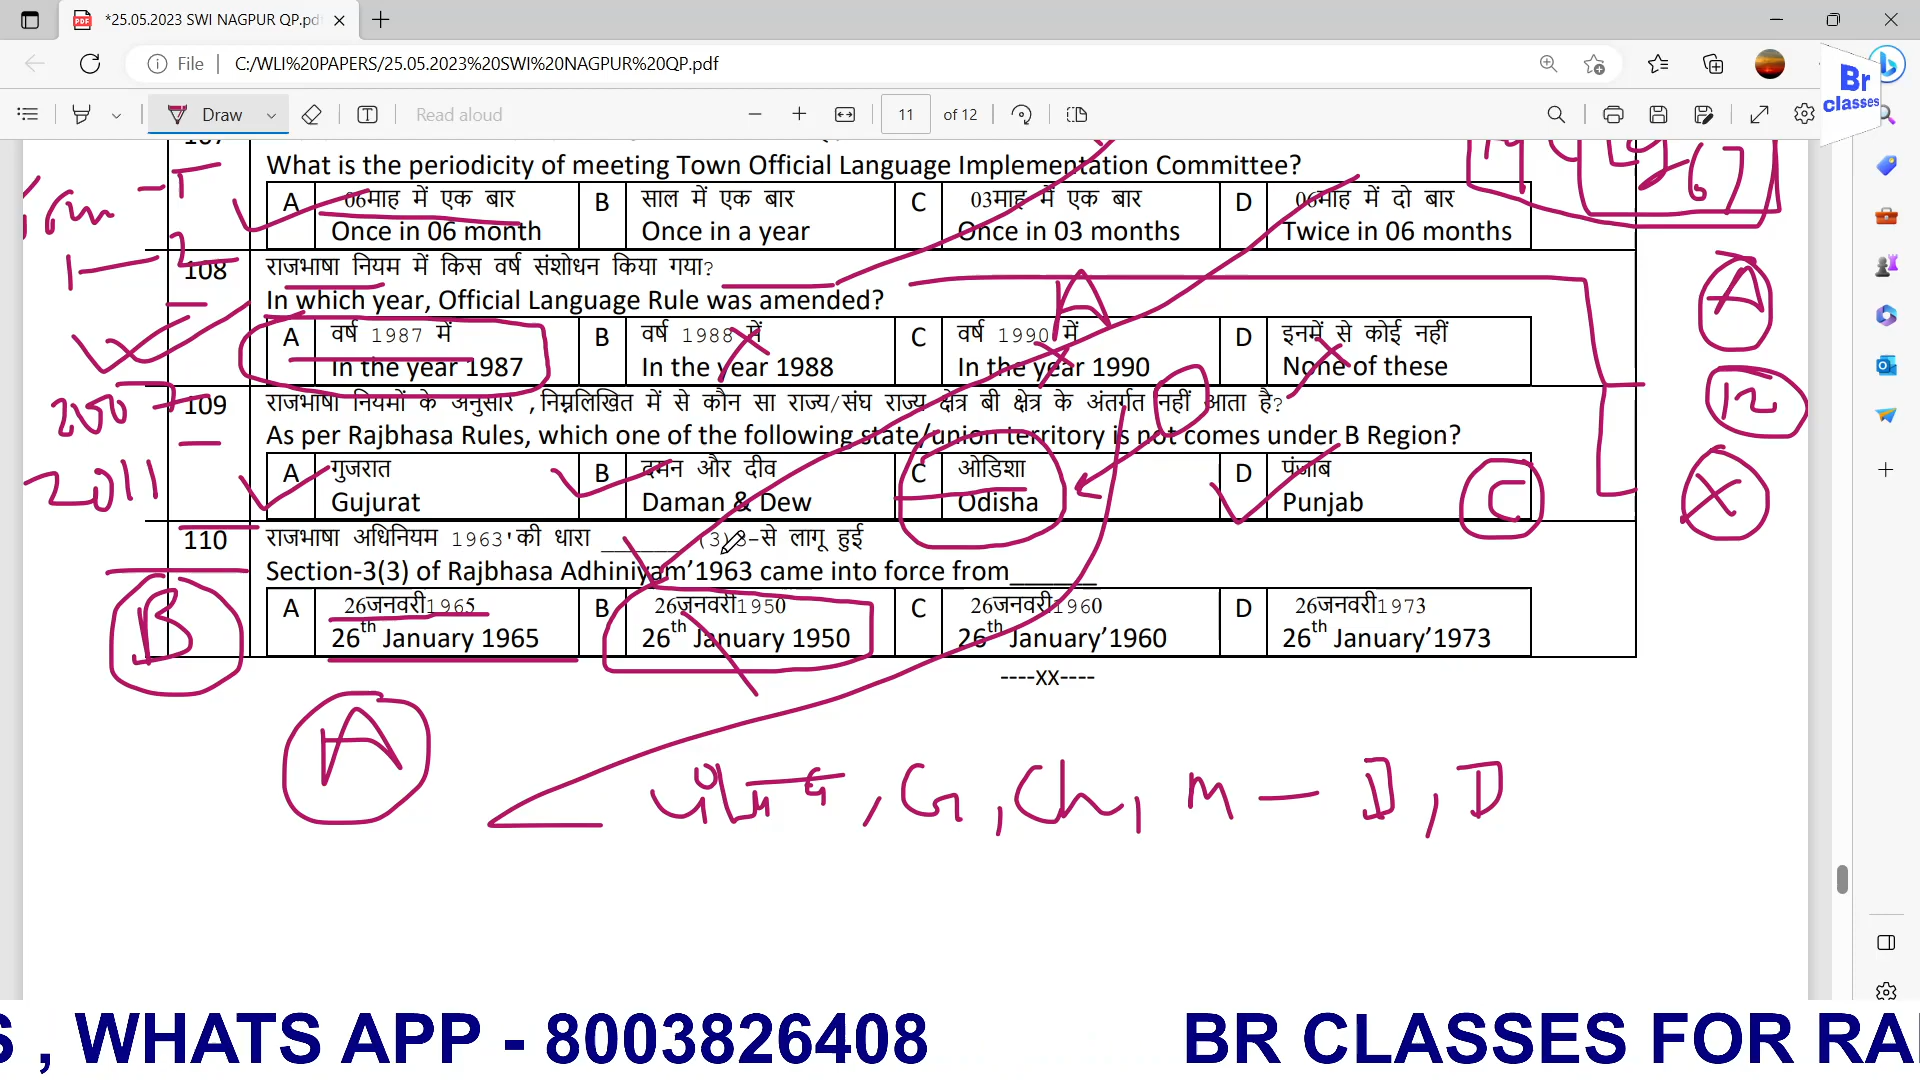 *25.05.2023 SWI NAGPUR QP.pdf
File | C:/WLI%20PAPERS/25.05.2023%20SWI%20NAGPUR%20QP.pdf
Br
classes
Draw
Read aloud
11 of 12
What is the periodicity of meeting Town Official Language Implementation Committee?
A 06माह में एक बार B साल में एक बार C 03माह में एक बार D 06माह में दो बार
Once in 06 month Once in a year Once in 03 months Twice in 06 months
108 राजभाषा नियम में किस वर्ष संशोधन किया गया?
In which year, Official Language Rule was amended?
A वर्ष 1987 में B वर्ष 1988 में C वर्ष 1990 में D इनमें से कोई नहीं
In the year 1987 In the year 1988 In the year 1990 None of these
109 राजभाषा नियमों के अनुसार ,निम्नलिखित में से कौन सा राज्य/संघ राज्य क्षेत्र बी क्षेत्र के अंतर्गत नहीं आता है?
As per Rajbhasa Rules, which one of the following state/union territory is not comes under B Region?
A गुजरात B दमन और दीव C ओडिशा D पंजाब
Gujurat Daman & Dew Odisha Punjab
110 राजभाषा अधिनियम 1963'की धारा ______ (3)3-से लागू हुई
Section-3(3) of Rajbhasa Adhiniyam’1963 came into force from______
A 26जनवरी1965 B 26जनवरी1950 C 26जनवरी1960 D 26जनवरी1973
26th January 1965 26th January 1950 26th January’1960 26th January’1973
----XX----
2007
2011
A
12
X
C
A
B
A
, G, Ch, M - D, D
S , WHATS APP - 8003826408 BR CLASSES FOR RAI